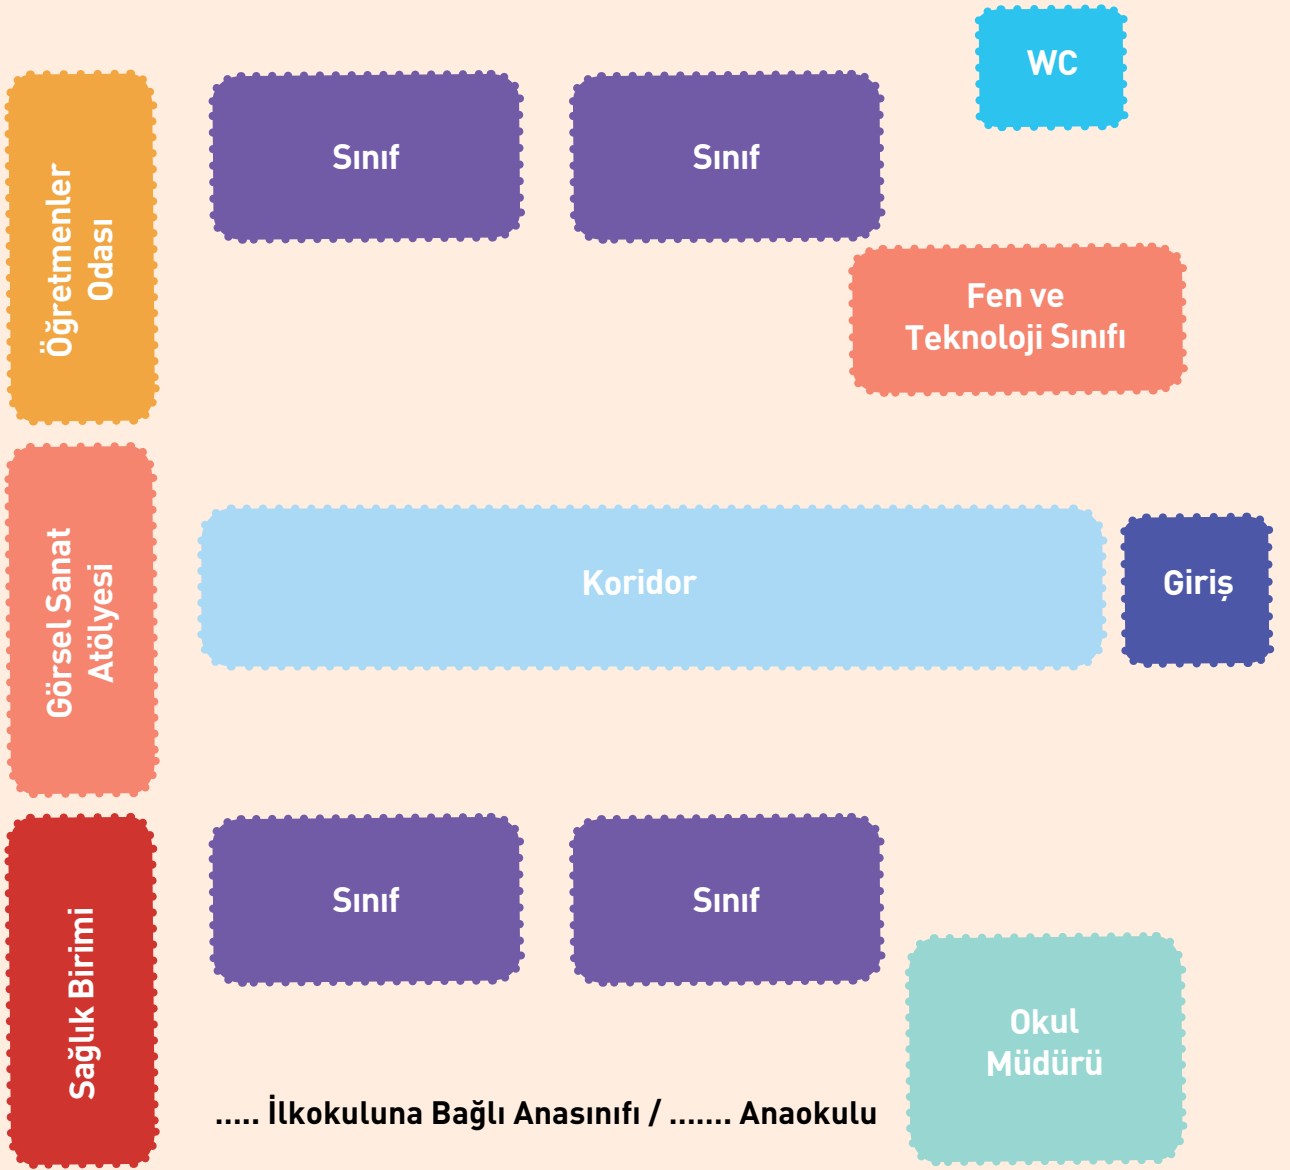 WC
Öğretmenler
Odası
Sınıf
Sınıf
Fen ve
Teknoloji Sınıfı
Görsel Sanat
Atölyesi
Koridor
Giriş
Sağlık Birimi
Sınıf
Sınıf
Okul
Müdürü
..... İlkokuluna Bağlı Anasınıfı / ....... Anaokulu